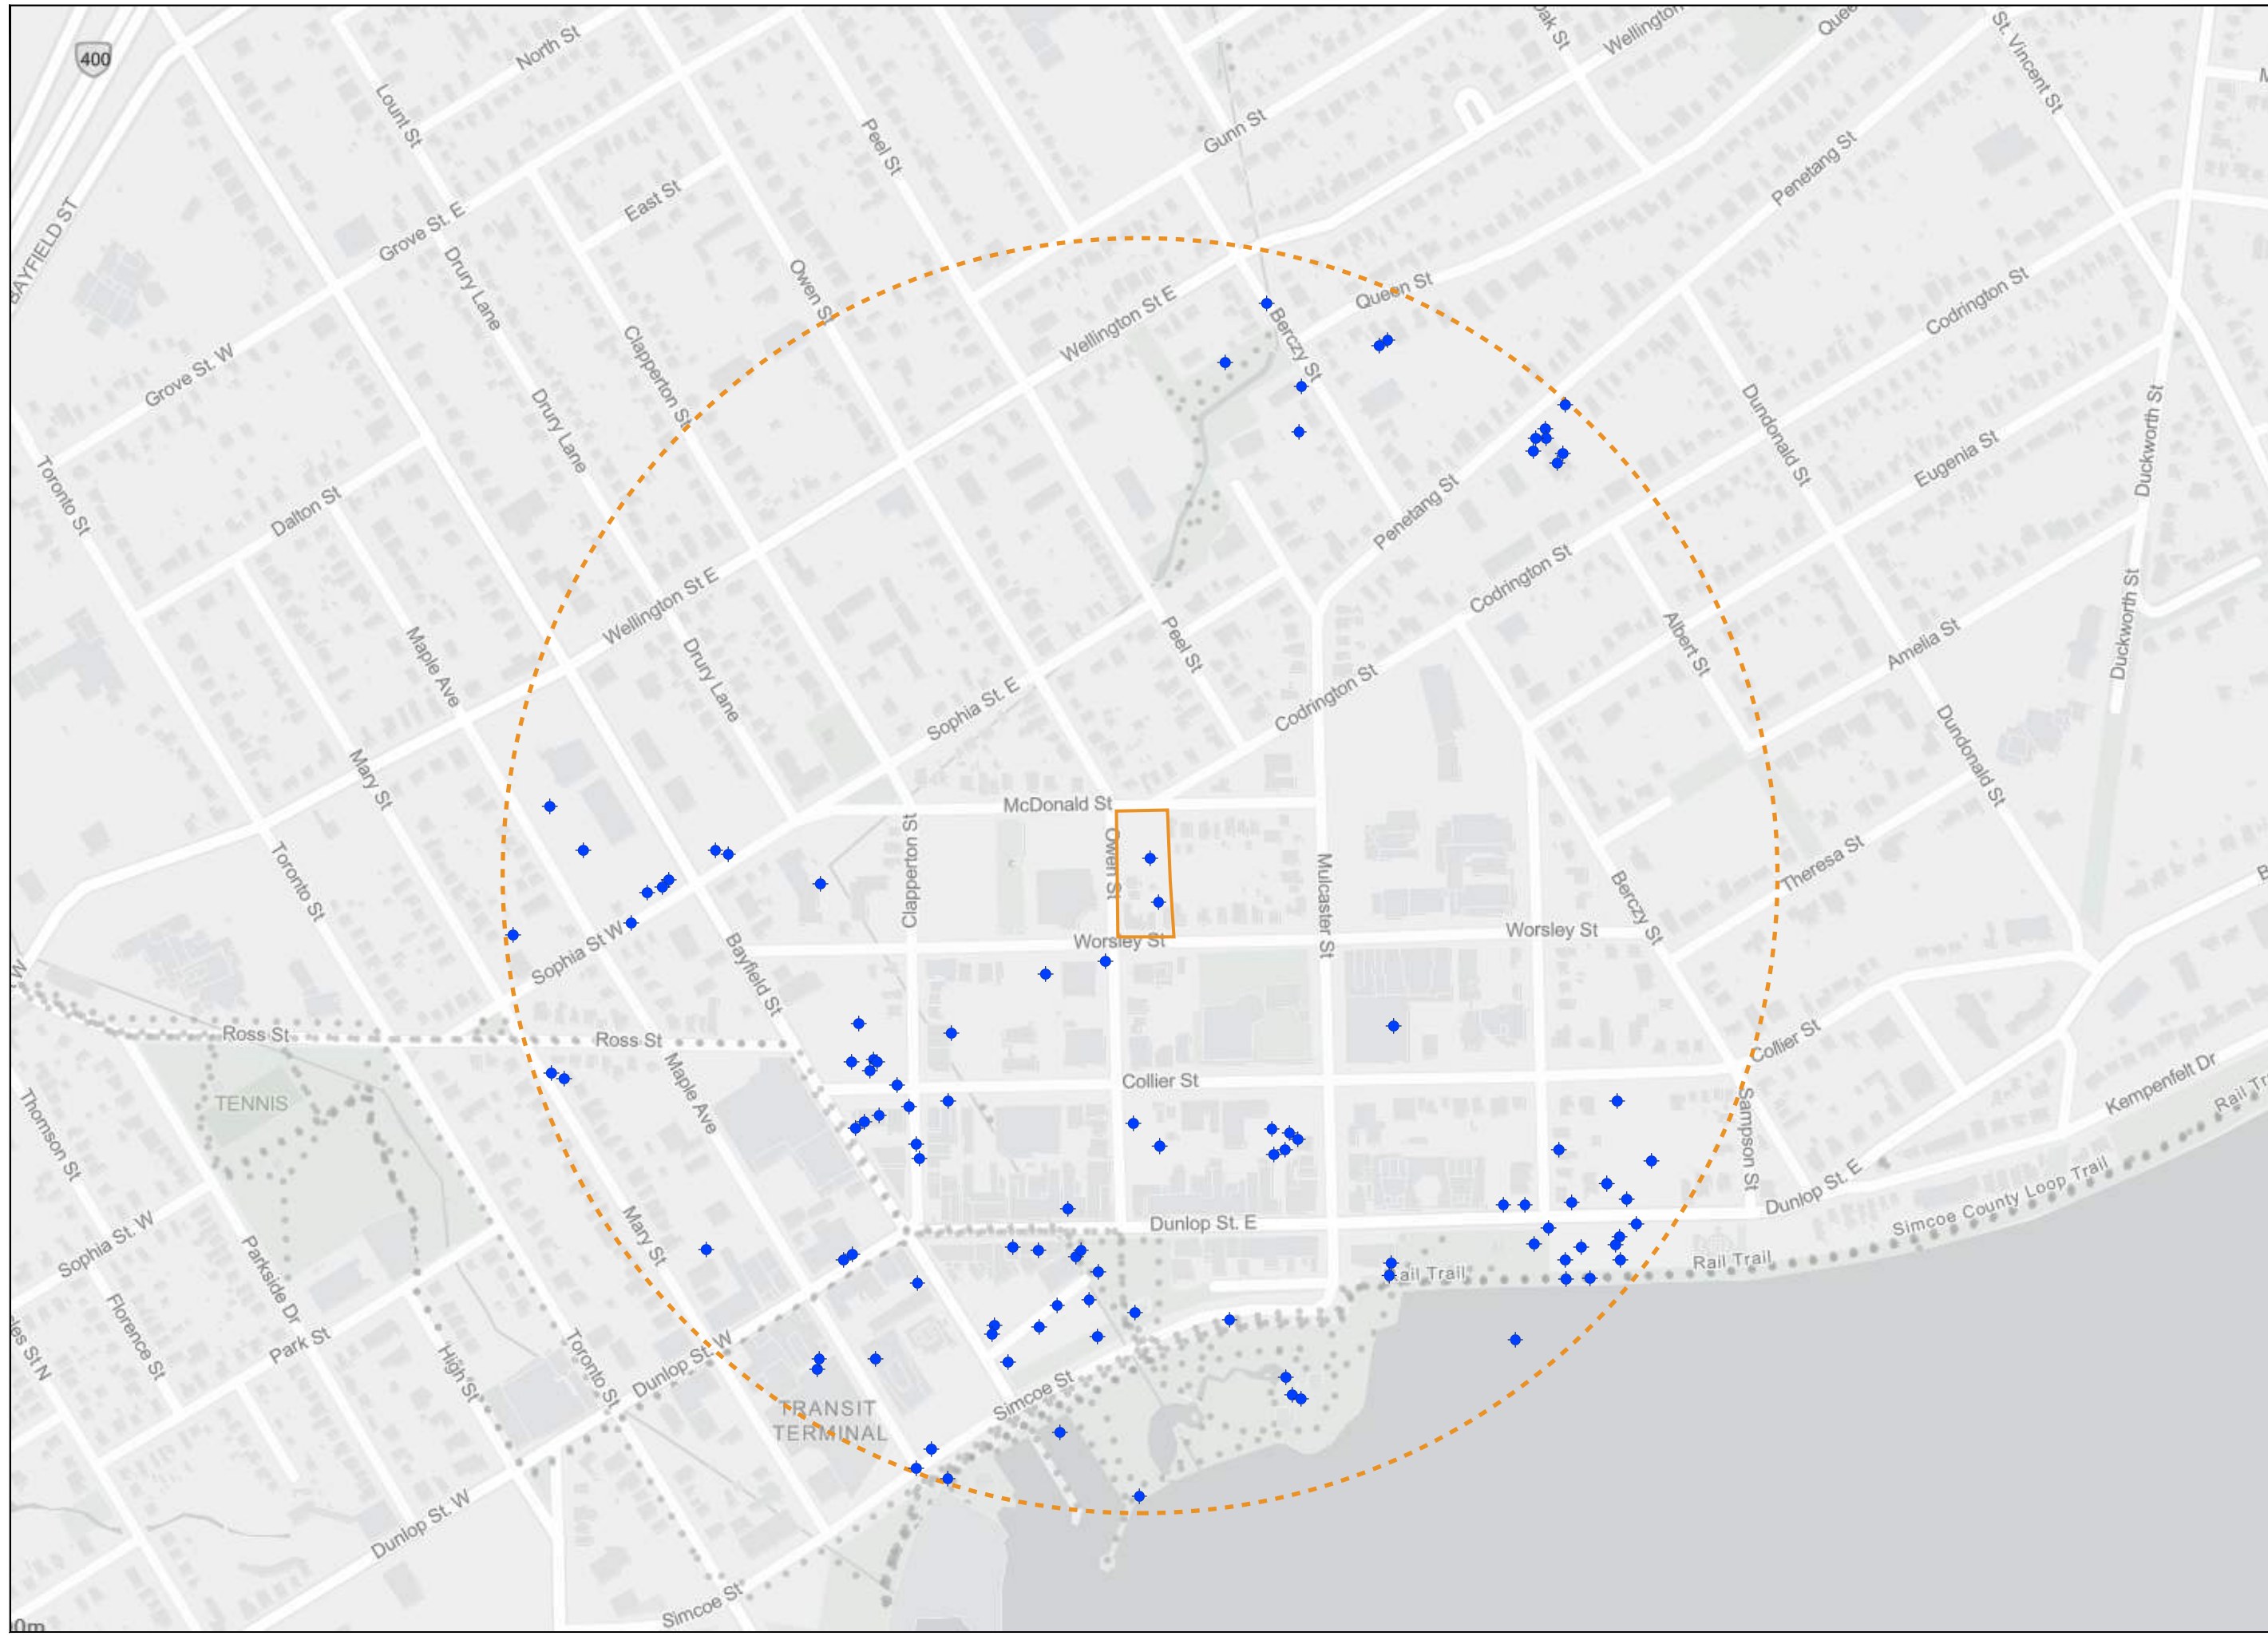 400
North St
Wellington
Oak St
Quee
St. Vincent St
Lount St
Peel St
Gunn St
Penetang St
East St
BAYFIELD ST
Grove St. E
Drury Lane
Owen St
Queen St
Codrington St
Wellington St E
Berczy St
Clapperton St
Grove St. W
Drury Lane
Dundonald St
Duckworth St
Eugenia St
Toronto St
Dalton St
Penetang St
Codrington St
Wellington St E
Duckworth St
Maple Ave
Drury Lane
Peel St
Albert St
Amelia St
Sophia St. E
Codrington St
Dundonald St
Mary St
McDonald St
Owen St
Clapperton St
Mulcaster St
Toronto St
Theresa St
Berczy St
Worsley St
Worsley St
Sophia St W
Bayfield St
Ross St
Ross St
Collier St
Collier St
Maple Ave
Kempenfelt Dr
Rail Tr
TENNIS
Thomson St
Sampson St
Simcoe County Loop Trail
Dunlop St. E
Dunlop St. E
Sophia St. W
Mary St
Parkside Dr
Rail Trail
Rail Trail
Florence St
Park St
High St
Toronto St
Dunlop St. W
Simcoe St
TRANSIT
TERMINAL
les St N
Dunlop St. W
Simcoe St
0m